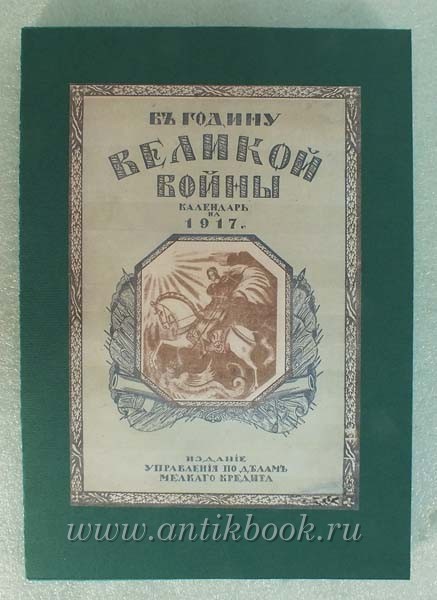 ВЪ ГОДИНУ
ВЕЛИКОЙ
ВОЙНЫ
КАЛЕНДАРЬ
НА
1917 г.
ИЗДАНІЕ
УПРАВЛЕНІЯ ПО ДѢЛАМЪ
МЕЛКАГО КРЕДИТА
www.antikbook.ru